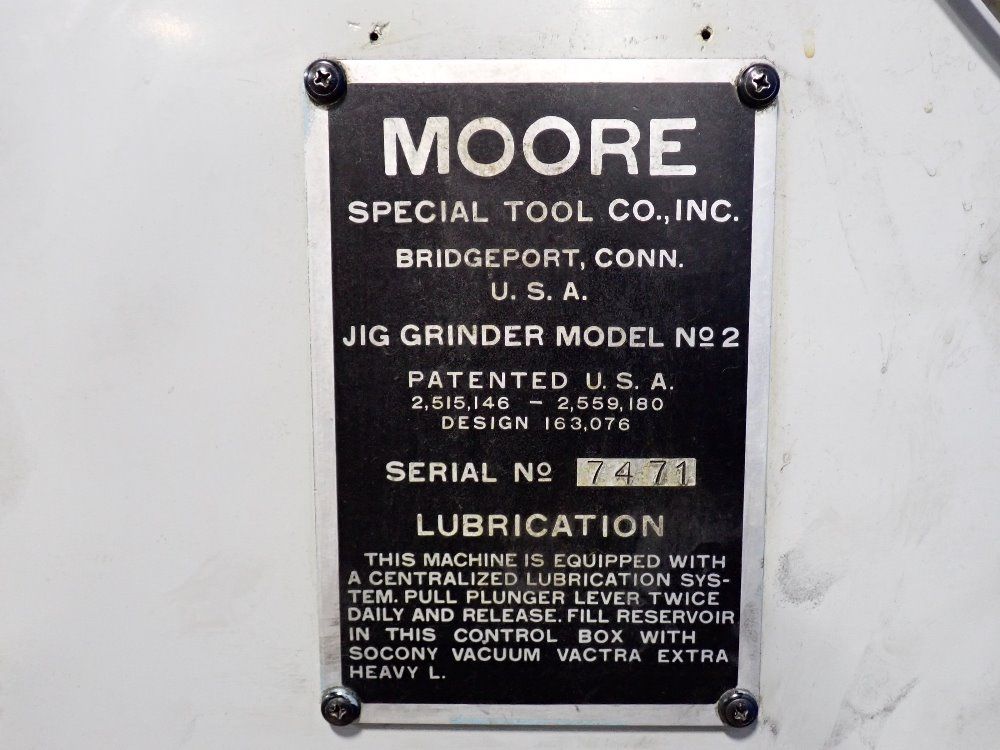 MOORE
SPECIAL TOOL CO., INC.
BRIDGEPORT, CONN.
U. S. A.
JIG GRINDER MODEL Nº 2
PATENTED U. S. A.
2,515,146 - 2,559,180
DESIGN 163,076
SERIAL Nº 7471
LUBRICATION
THIS MACHINE IS EQUIPPED WITH
A CENTRALIZED LUBRICATION SYS-
TEM. PULL PLUNGER LEVER TWICE
DAILY AND RELEASE. FILL RESERVOIR
IN THIS CONTROL BOX WITH
SOCONY VACUUM VACTRA EXTRA
HEAVY L.